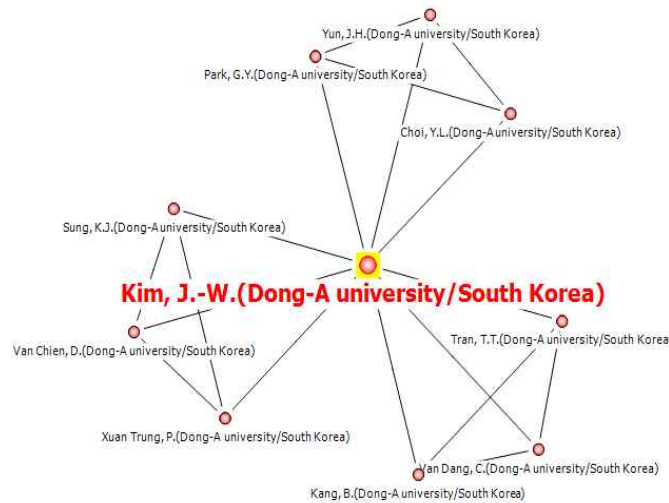 Yun, J.H.(Dong-A university/South Korea)
Park, G.Y.(Dong-A university/South Korea)
Choi, Y.L.(Dong-A university/South Korea)
Sung, K.J.(Dong-A university/South Korea)
Kim, J.-W.(Dong-A university/South Korea)
Tran, T.T.(Dong-A university/South Korea
Van Chien, D.(Dong-A university/South Korea)
Xuan Trung, P.(Dong-A university/South Korea)
Van Dang, C.(Dong-A university/South Korea)
Kang, B.(Dong-A university/South Korea)